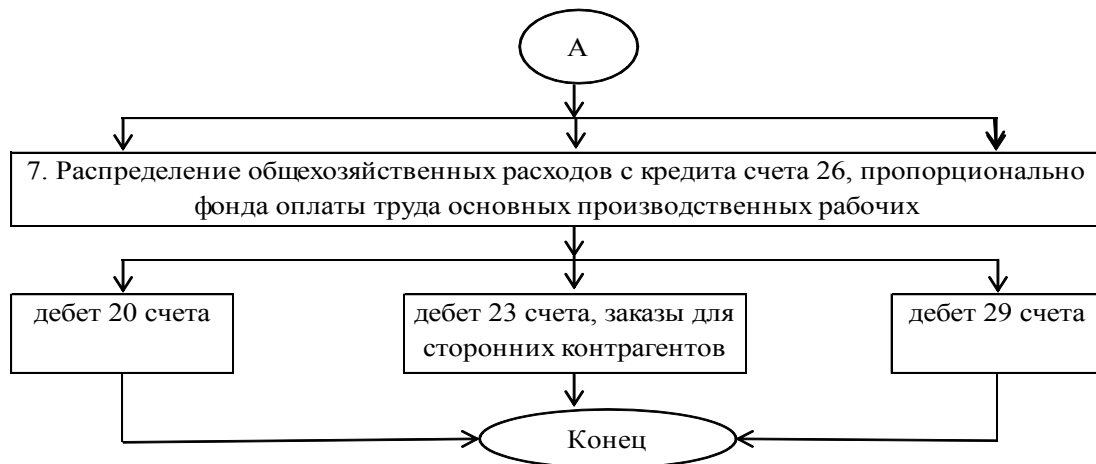 А
7. Распределение общехозяйственных расходов с кредита счета 26, пропорционально
фонда оплаты труда основных производственных рабочих
дебет 20 счета
дебет 23 счета, заказы для
сторонних контрагентов
дебет 29 счета
Конец